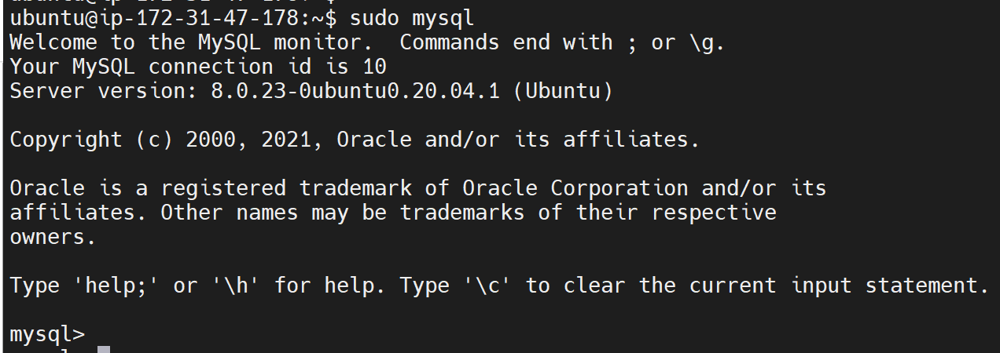 ubuntu@ip-172-31-47-178:~$ sudo mysql
Welcome to the MySQL monitor.  Commands end with ; or \g.
Your MySQL connection id is 10
Server version: 8.0.23-0ubuntu0.20.04.1 (Ubuntu)
Copyright (c) 2000, 2021, Oracle and/or its affiliates.
Oracle is a registered trademark of Oracle Corporation and/or its
affiliates. Other names may be trademarks of their respective
owners.
Type 'help;' or '\h' for help. Type '\c' to clear the current input statement.
mysql>